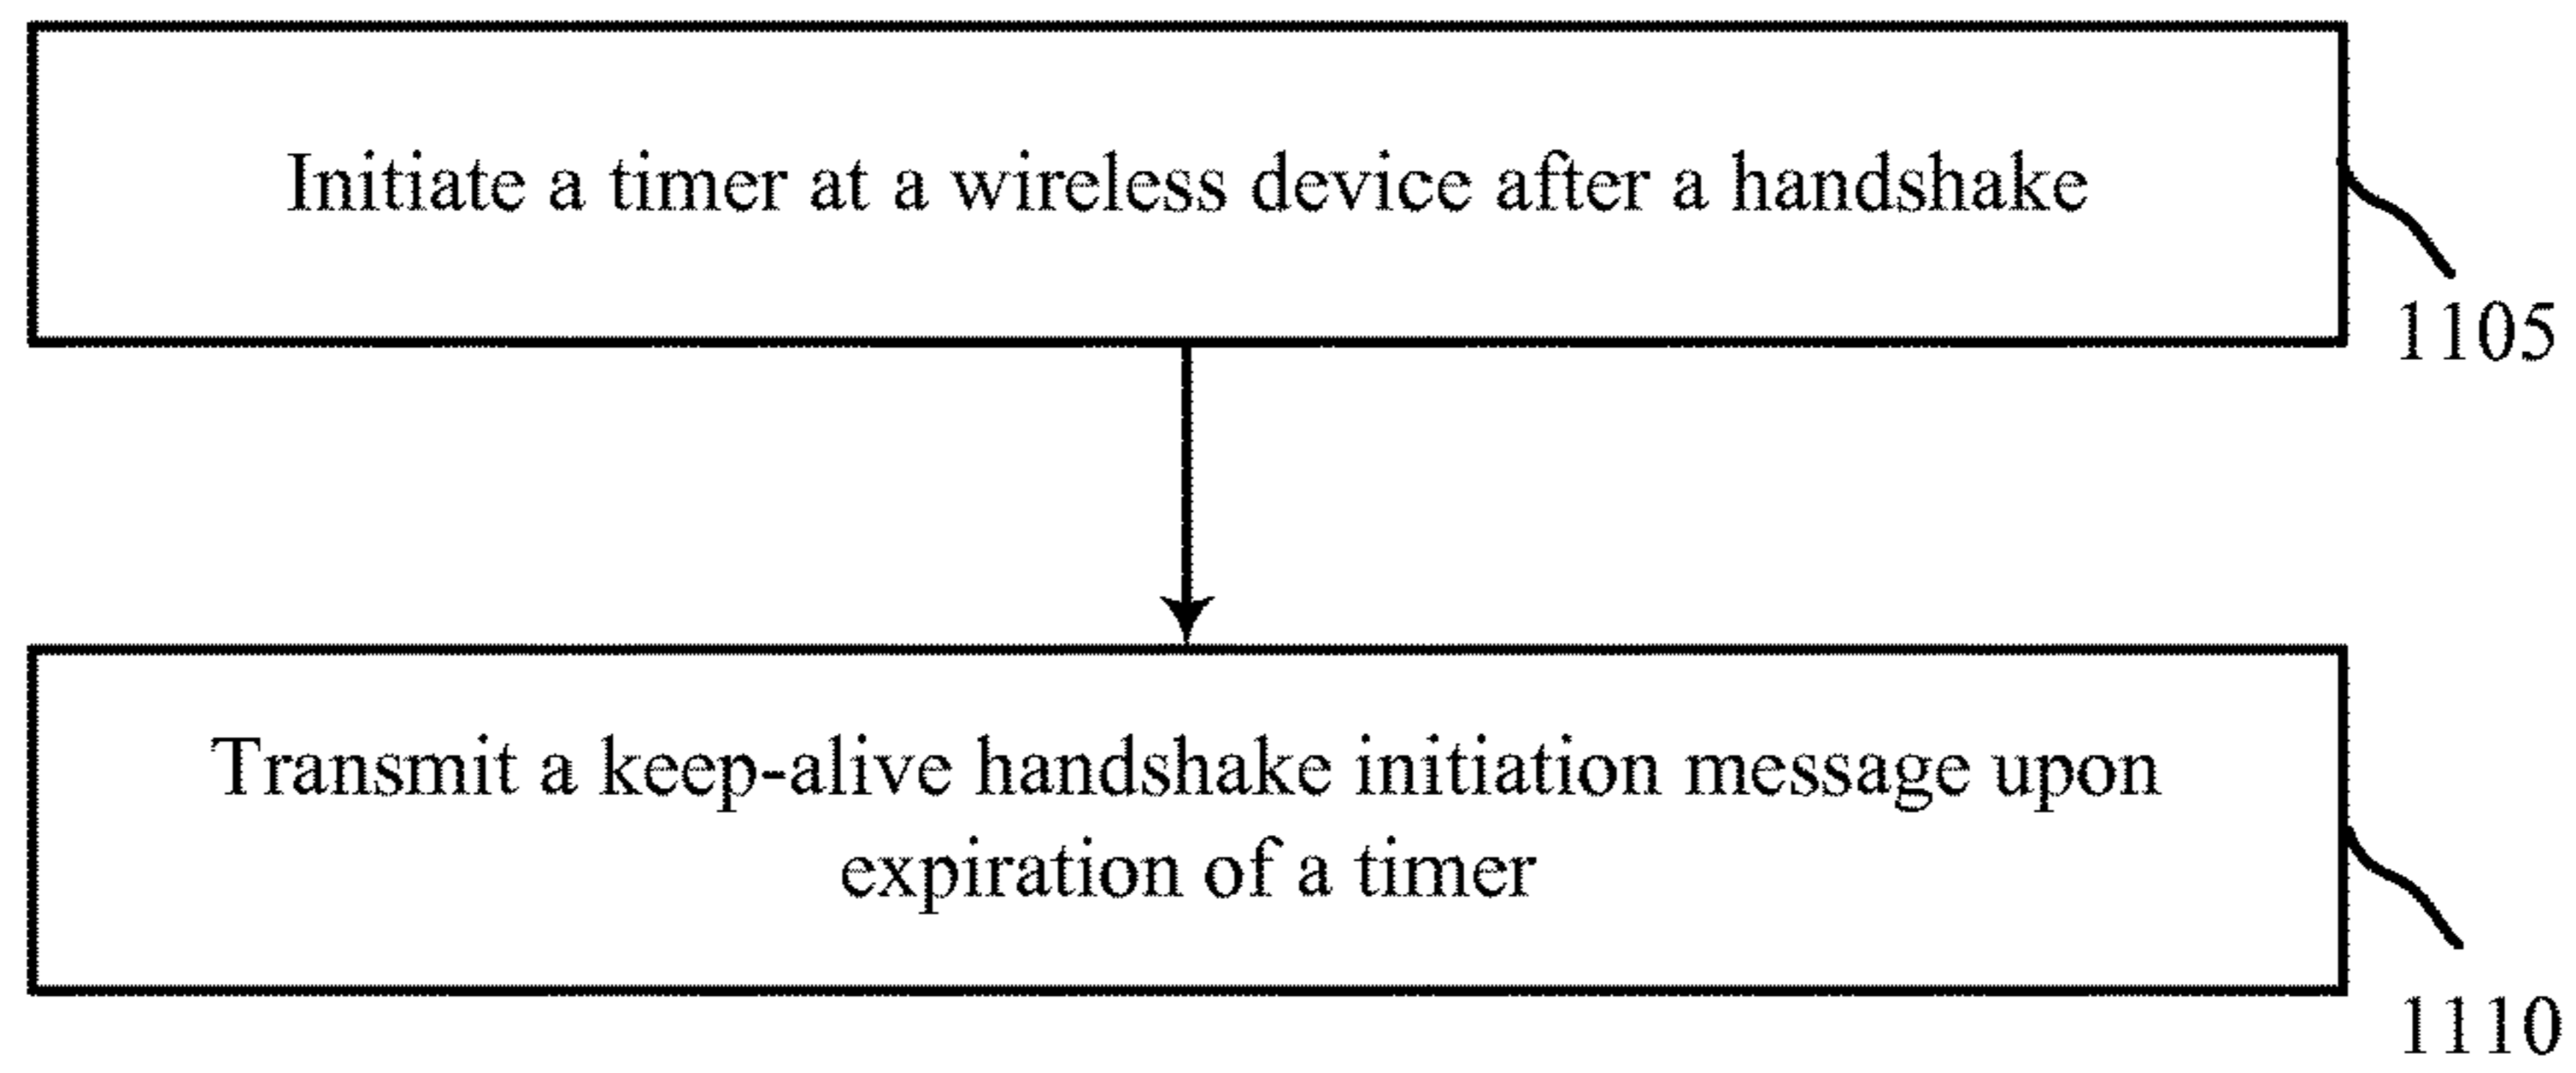 Initiate a timer at a wireless device after a handshake
1105
Transmit a keep-alive handshake initiation message upon
expiration of a timer
1110